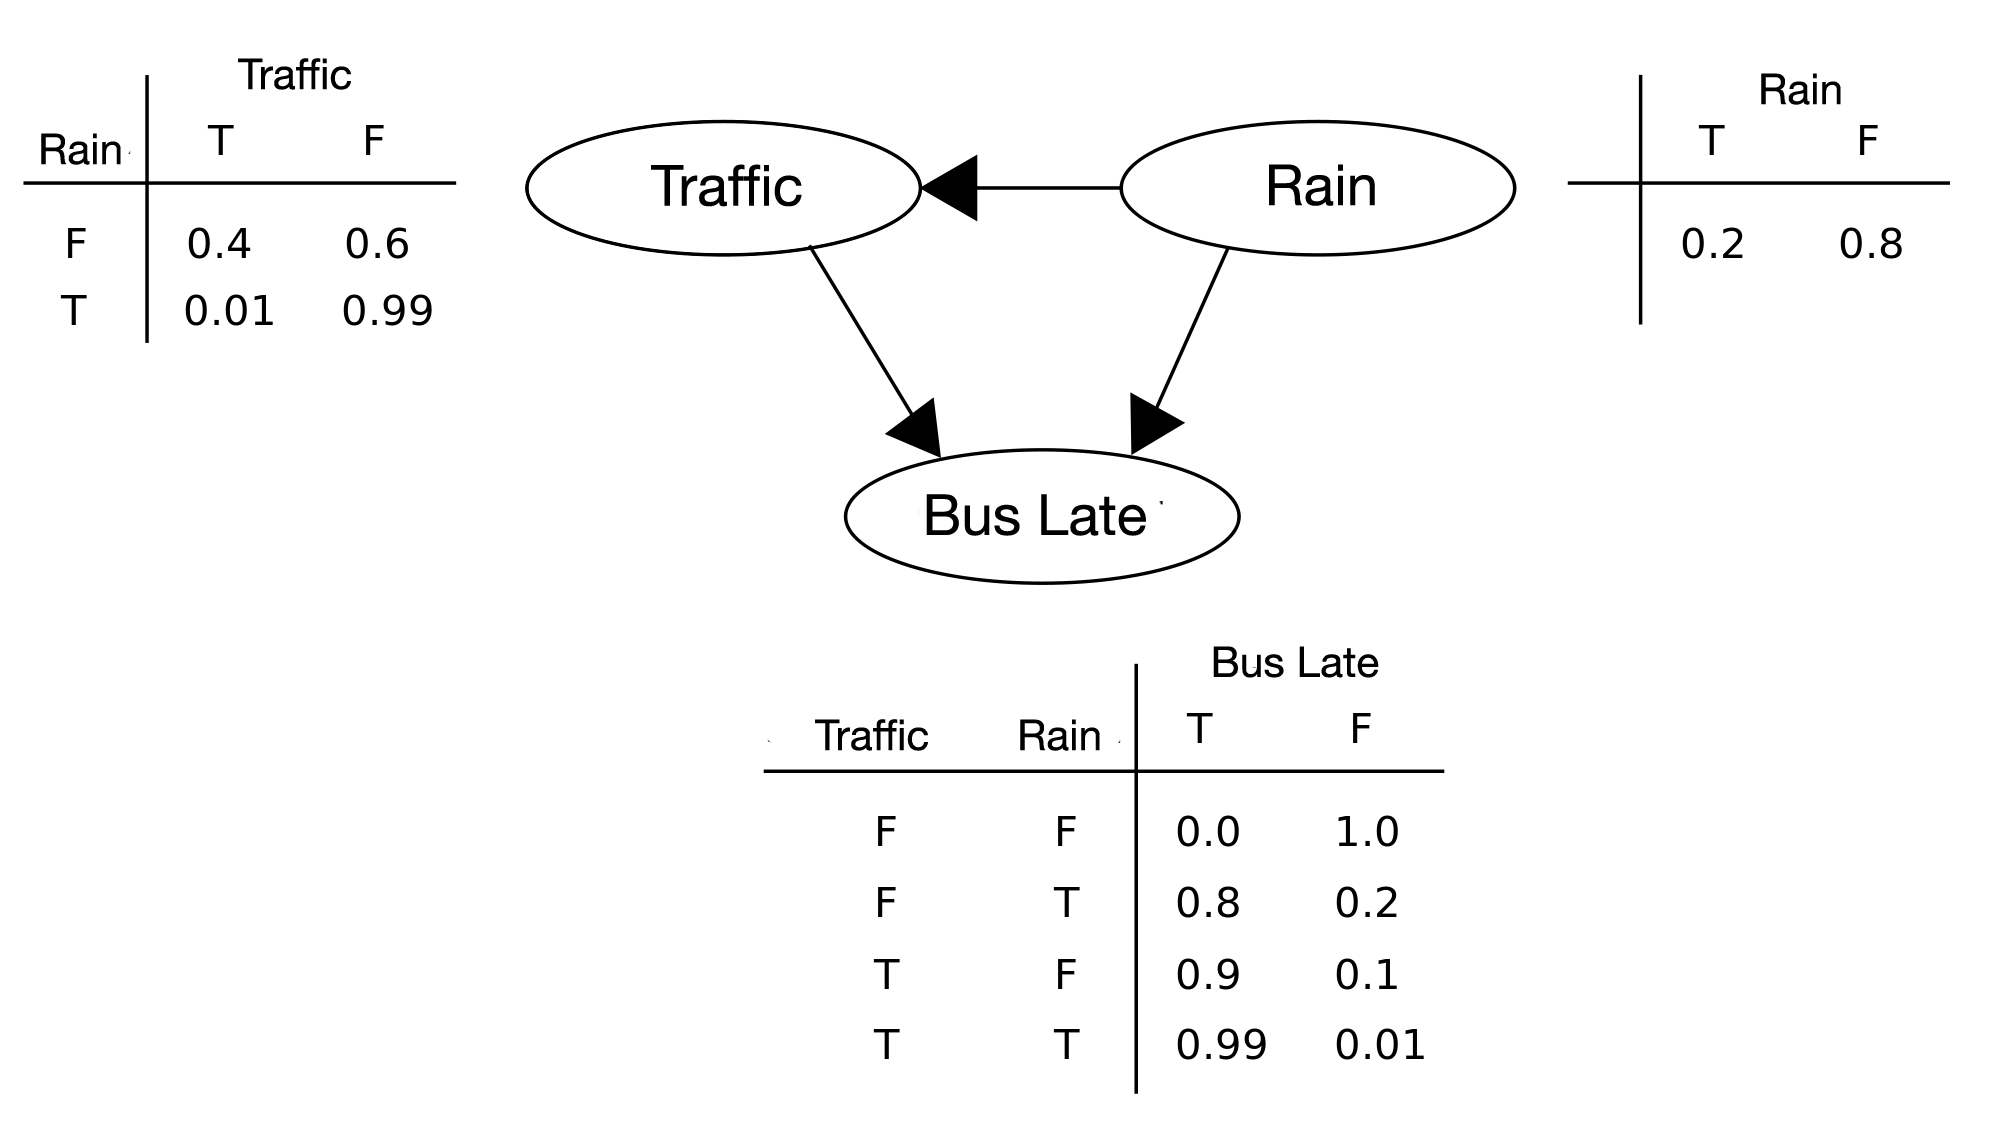 Traffic
Rain T F
F 0.4 0.6
T 0.01 0.99
Traffic
Rain
Rain
T F
0.2 0.8
Bus Late
Bus Late
Traffic Rain T F
F F 0.0 1.0
F T 0.8 0.2
T F 0.9 0.1
T T 0.99 0.01